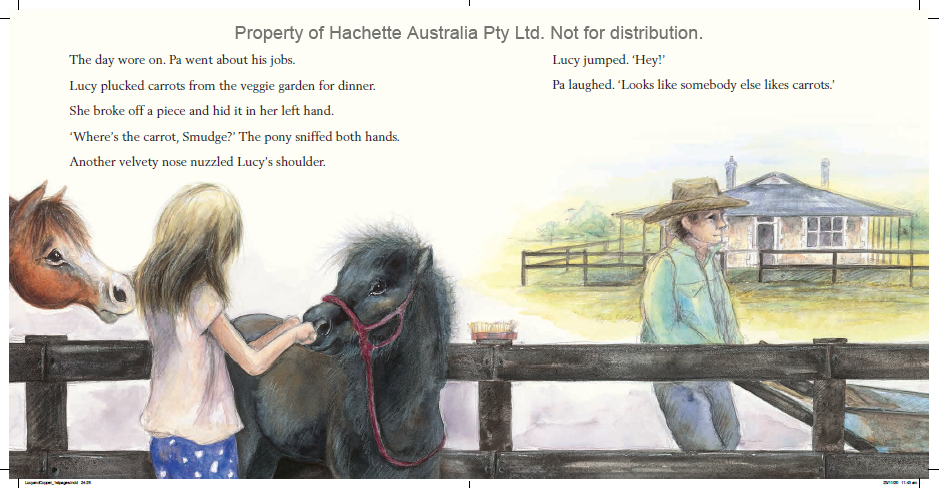 Property of Hachette Australia Pty Ltd. Not for distribution.
The day wore on. Pa went about his jobs.
Lucy plucked carrots from the veggie garden for dinner.
She broke off a piece and hid it in her left hand.
‘Where’s the carrot, Smudge?’ The pony sniffed both hands.
Another velvety nose nuzzled Lucy’s shoulder.
Lucy jumped. ‘Hey!’
Pa laughed. ‘Looks like somebody else likes carrots.’